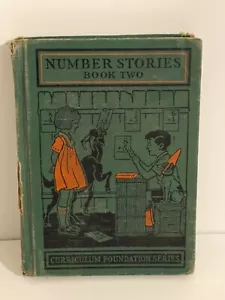 NUMBER STORIES
BOOK TWO
CURRICULUM FOUNDATION SERIES